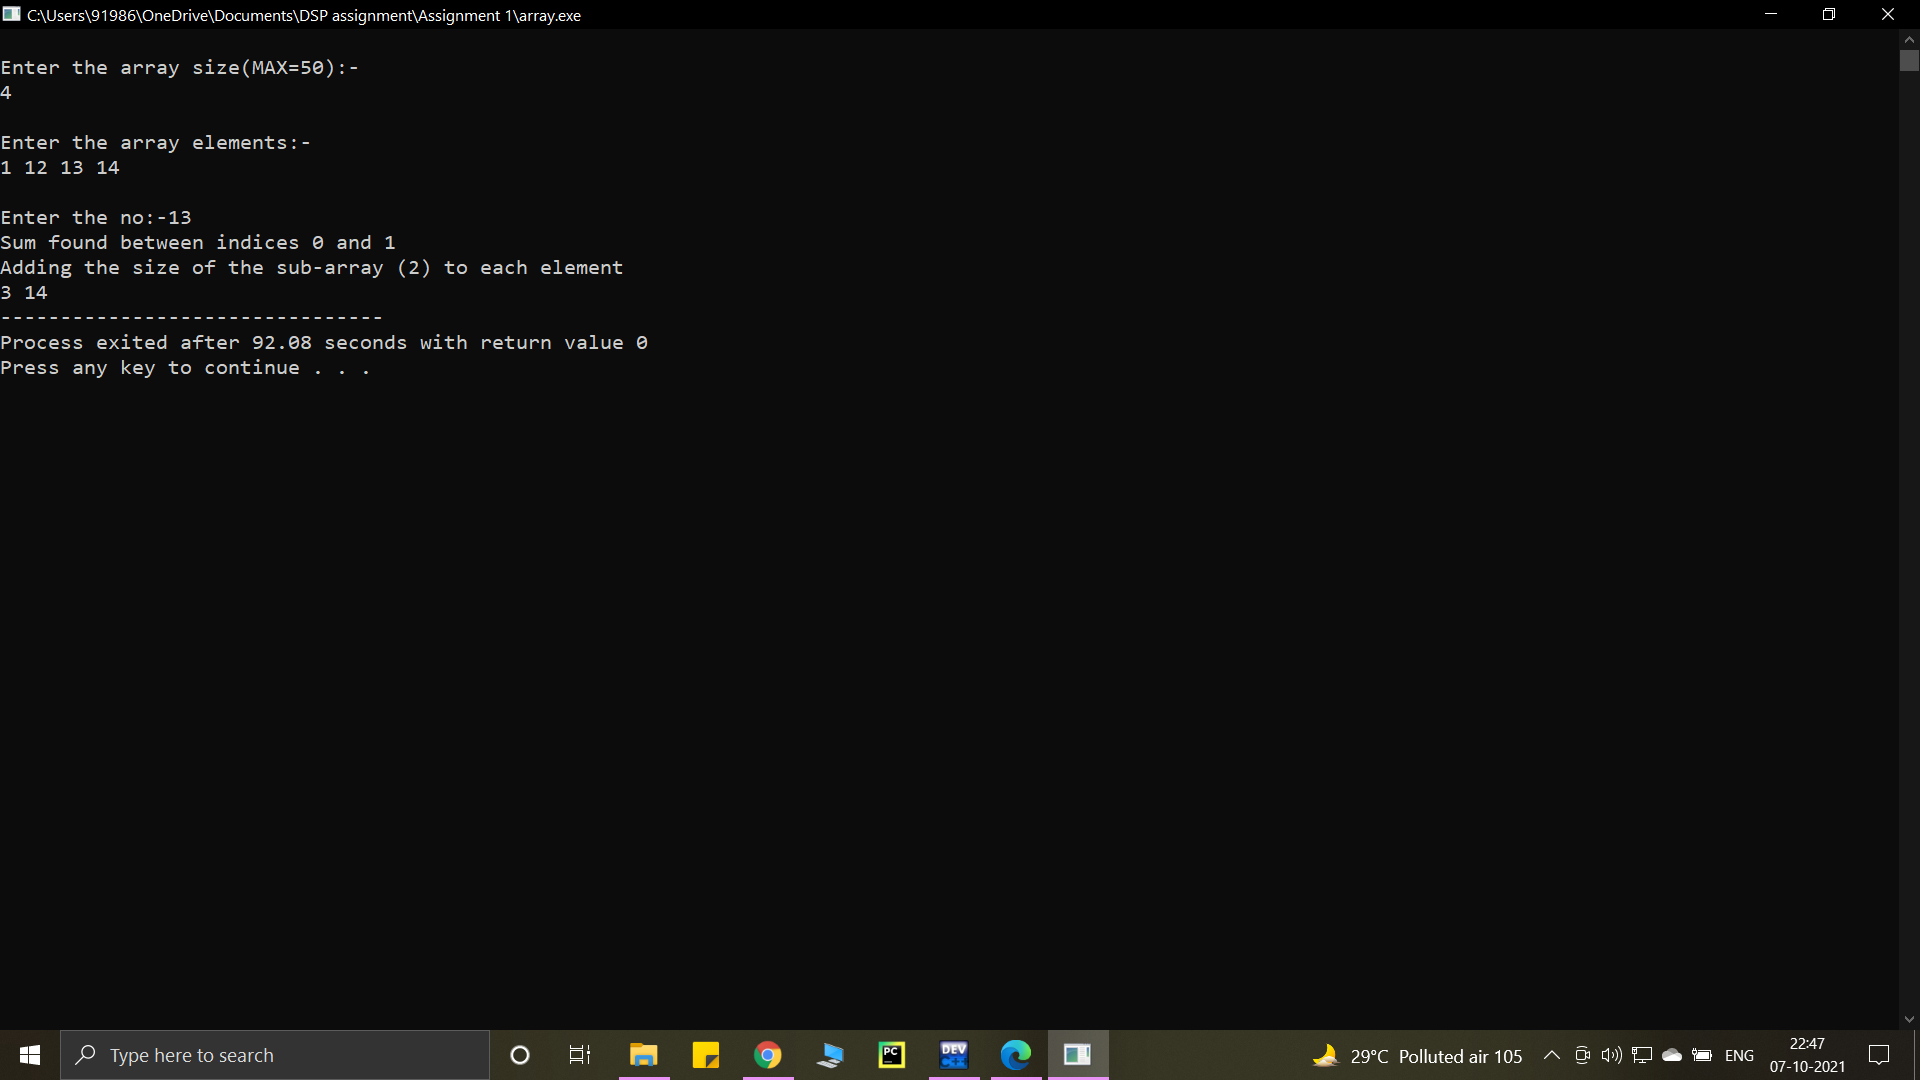 C:\Users\91986\OneDrive\Documents\DSP assignment\Assignment 1\array.exe
Enter the array size(MAX=50):-
4
Enter the array elements:-
1 12 13 14
Enter the no:-13
Sum found between indices 0 and 1
Adding the size of the sub-array (2) to each element
3 14
--------------------------------
Process exited after 92.08 seconds with return value 0
Press any key to continue . . .
Type here to search
PC
DEV
C++
29°C Polluted air 105
ENG
22:47
07-10-2021